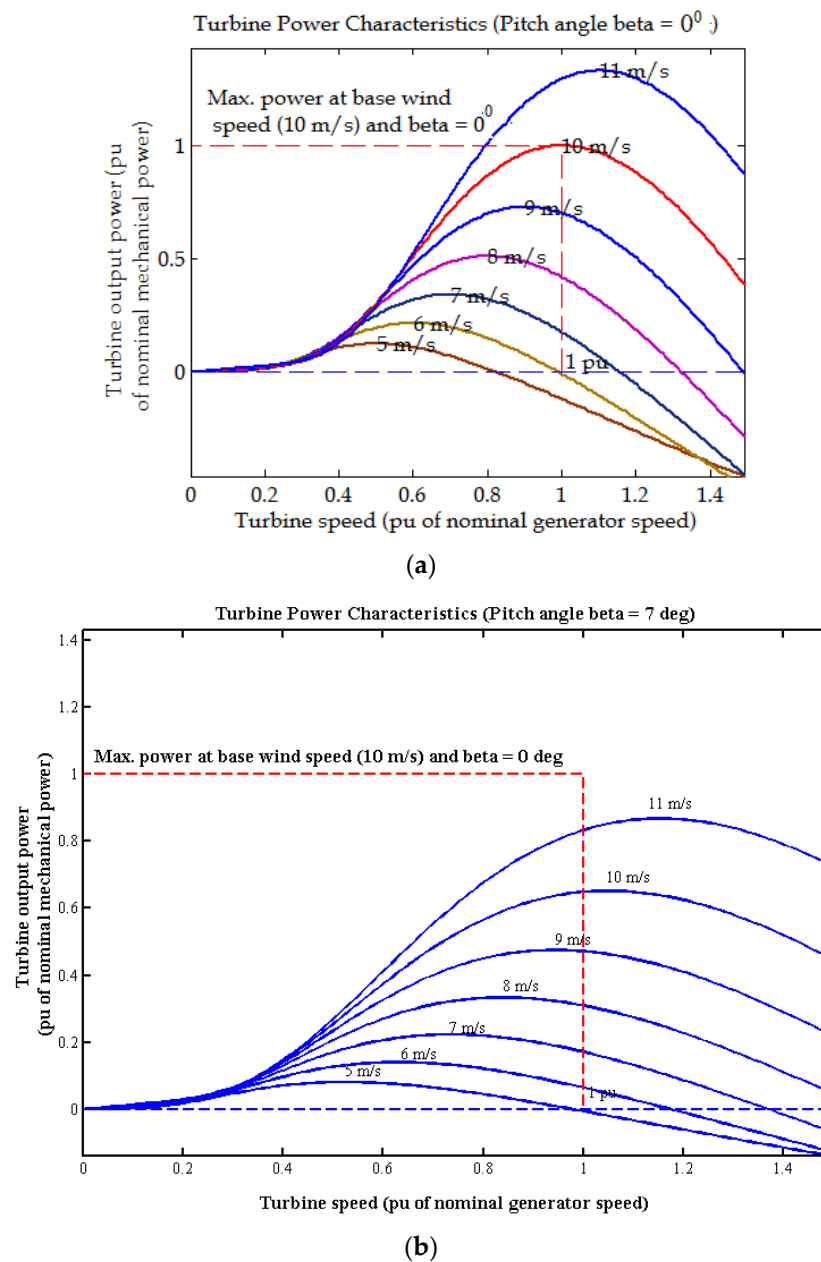 Turbine Power Characteristics (Pitch angle beta = 0⁰ ;)
11 m/s
Max. power at base wind
speed (10 m/s) and beta = 0⁰
10 m/s
9 m/s
8 m/s
7 m/s
6 m/s
5 m/s
1 pu
1
0.5
0
Turbine output power (pu
of nominal mechanical power)
0 0.2 0.4 0.6 0.8 1 1.2 1.4
Turbine speed (pu of nominal generator speed)
(a)
Turbine Power Characteristics (Pitch angle beta = 7 deg)
1.4
1.2
Max. power at base wind speed (10 m/s) and beta = 0 deg
1
11 m/s
0.8
10 m/s
0.6
9 m/s
0.4
8 m/s
7 m/s
0.2
6 m/s
5 m/s
1 pu
0
Turbine output power
(pu of nominal mechanical power)
0 0.2 0.4 0.6 0.8 1 1.2 1.4
Turbine speed (pu of nominal generator speed)
(b)